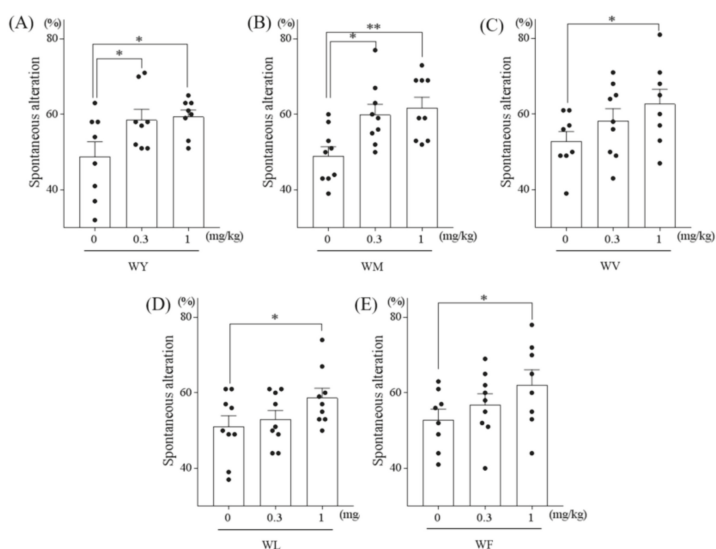 (A)
(%)
80
60
40
Spontaneous alteration
*
*
0 0.3 1 (mg/kg)
WY
(B)
(%)
80
60
40
Spontaneous alteration
**
*
0 0.3 1 (mg/kg)
WM
(C)
(%)
80
60
40
Spontaneous alteration
*
0 0.3 1 (mg/kg)
WV
(D)
(%)
80
60
40
Spontaneous alteration
*
0 0.3 1 (mg/
WL
(E)
(%)
80
60
40
Spontaneous alteration
*
0 0.3 1 (mg/kg)
WF